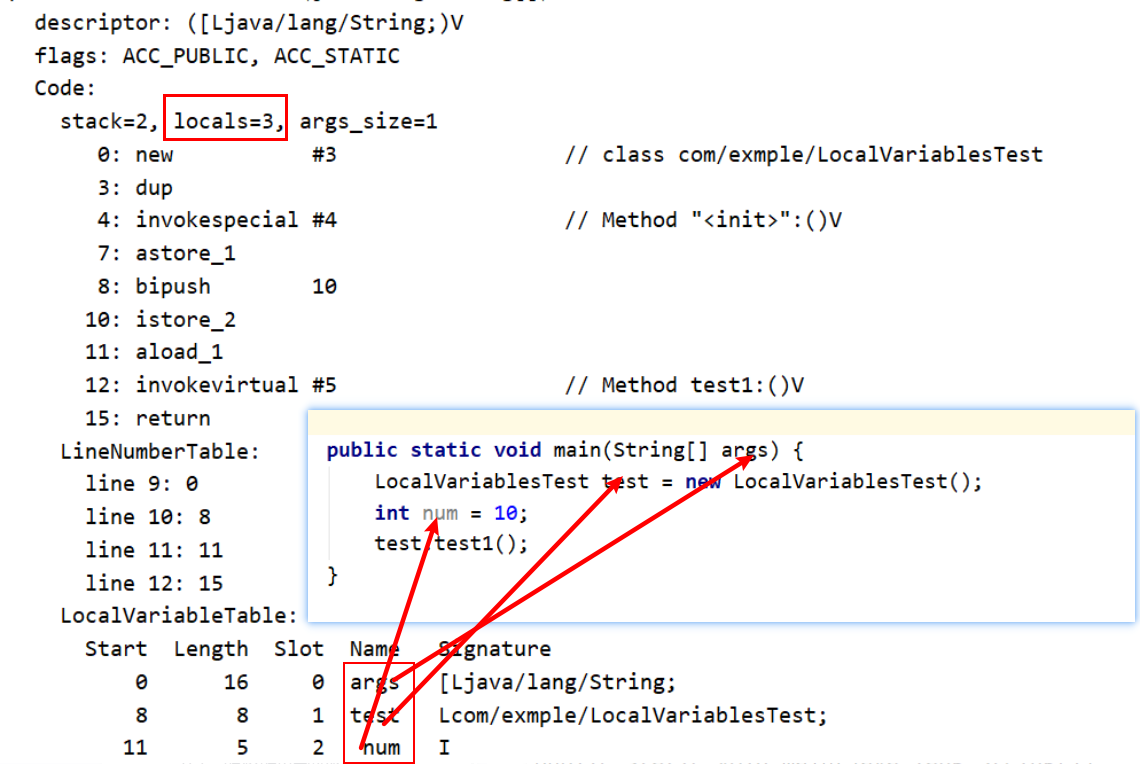 descriptor: ([Ljava/lang/String;)V
flags: ACC_PUBLIC, ACC_STATIC
Code:
stack=2, locals=3, args_size=1
0: new #3 // class com/exmple/LocalVariablesTest
3: dup
4: invokespecial #4 // Method "<init>":()V
7: astore_1
8: bipush 10
10: istore_2
11: aload_1
12: invokevirtual #5 // Method test1:()V
15: return
LineNumberTable:
line 9: 0
line 10: 8
line 11: 11
line 12: 15
public static void main(String[] args) {
LocalVariablesTest test = new LocalVariablesTest();
int num = 10;
test.test1();
}
LocalVariableTable:
Start Length Slot Name Signature
0 16 0 args [Ljava/lang/String;
8 8 1 test Lcom/exmple/LocalVariablesTest;
11 5 2 num I